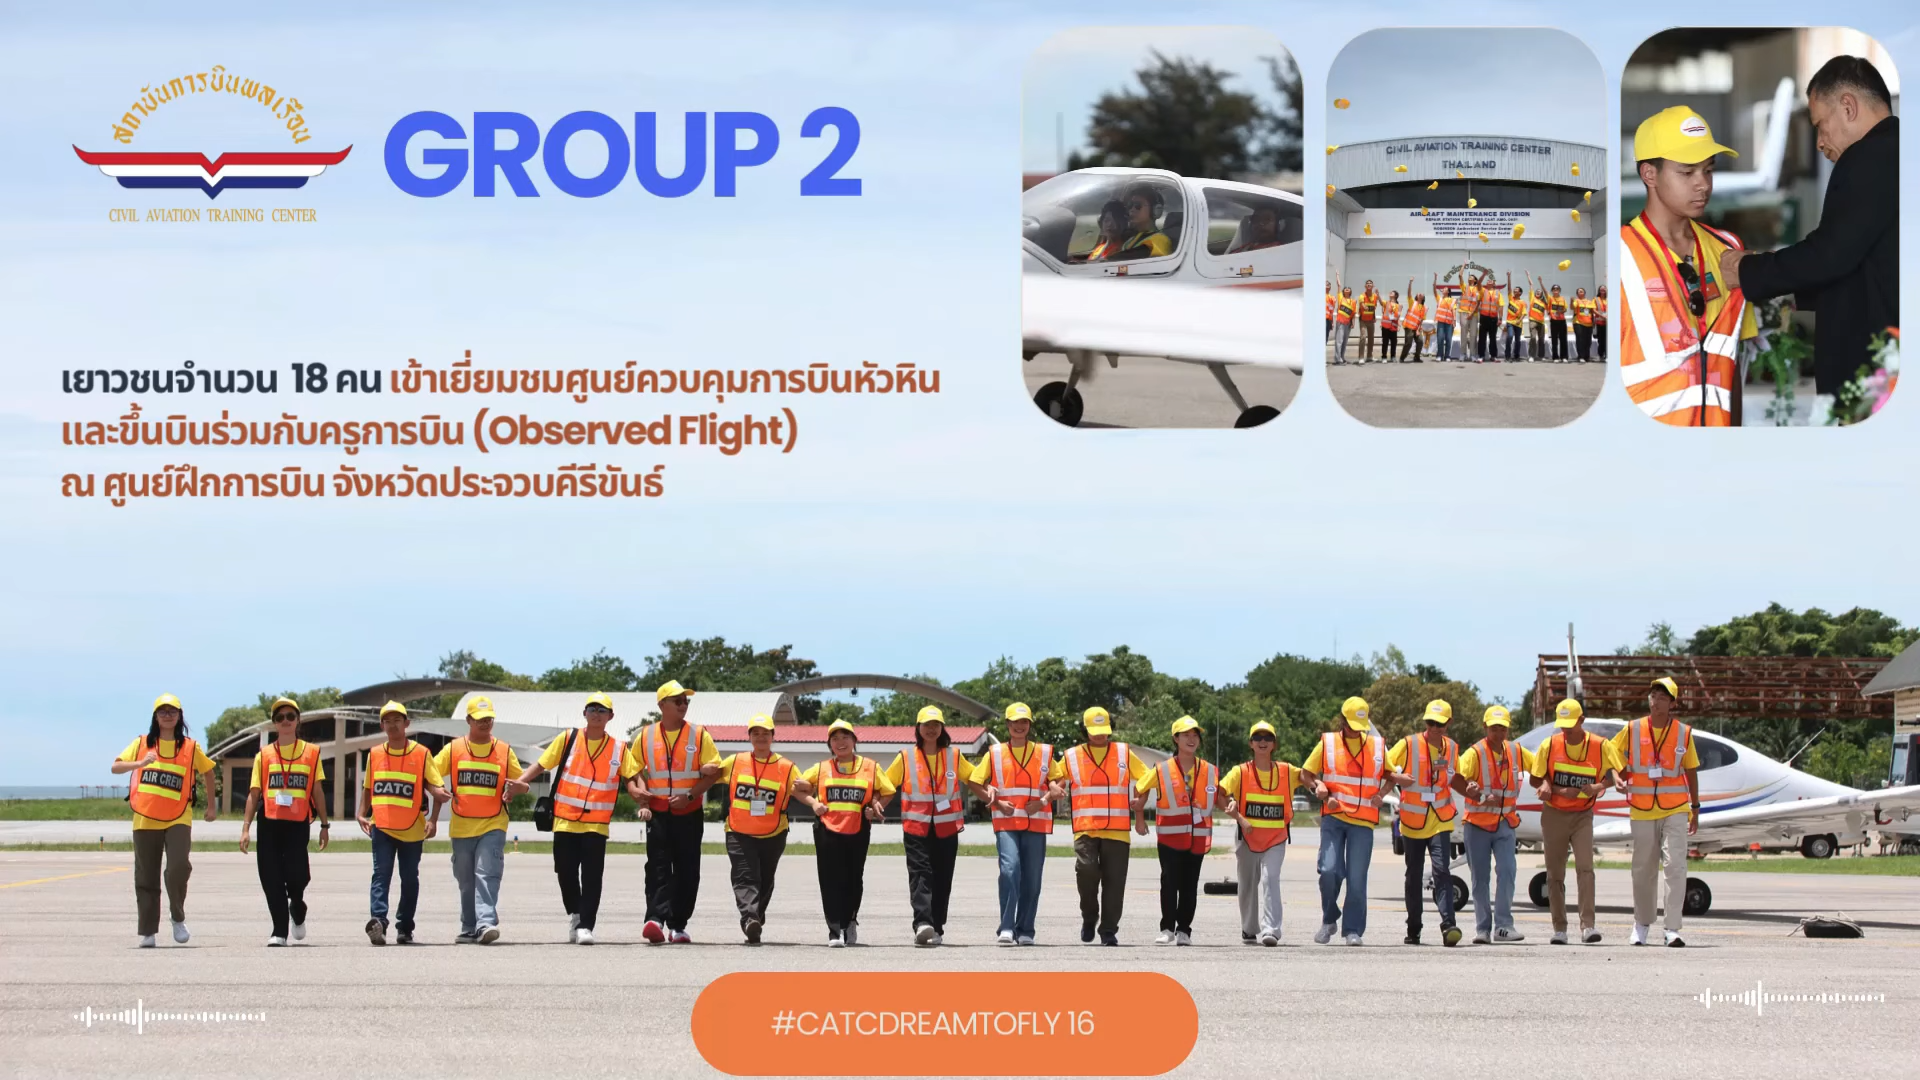 สถาบันการบินพลเรือน
CIVIL AVIATION TRAINING CENTER
GROUP 2
เยาวชนจำนวน 18 คน เข้าเยี่ยมชมศูนย์ควบคุมการบินหัวหิน
และขึ้นบินร่วมกับครูการบิน (Observed Flight)
ณ ศูนย์ฝึกการบิน จังหวัดประจวบคีรีขันธ์
CIVIL AVIATION TRAINING CENTER
THAILAND
AIRCRAFT MAINTENANCE DIVISION
AIR CREW
AIR CREW
CATC
AIR CREW
CATC
AIR CREW
AIR CREW
AIR CREW
#CATCDREAMTOFLY 16